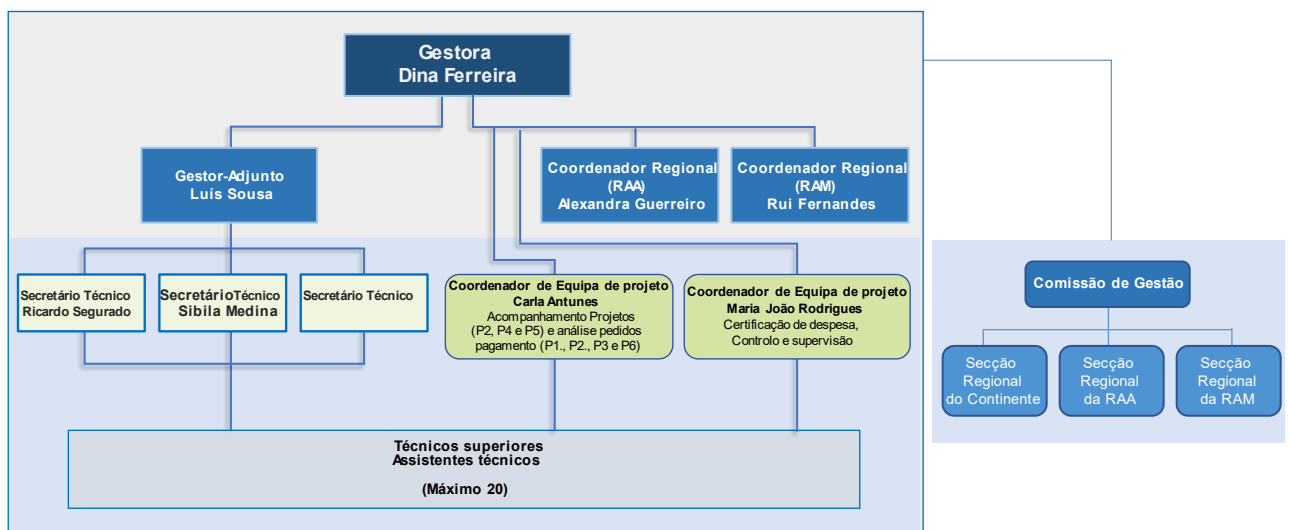 Gestora
Dina Ferreira
Gestor-Adjunto
Luís Sousa
Coordenador Regional
(RAA)
Alexandra Guerreiro
Coordenador Regional
(RAM)
Rui Fernandes
Secretário Técnico
Ricardo Segurado
Secretário Técnico
Sibila Medina
Secretário Técnico
Coordenador de Equipa de projeto
Carla Antunes
Acompanhamento Projetos
(P2, P4 e P5) e análise pedidos
pagamento (P1., P2., P3 e P6)
Coordenador de Equipa de projeto
Maria João Rodrigues
Certificação de despesa,
Controlo e supervisão
Técnicos superiores
Assistentes técnicos
(Máximo 20)
Comissão de Gestão
Secção
Regional
do Continente
Secção
Regional
da RAA
Secção
Regional
da RAM